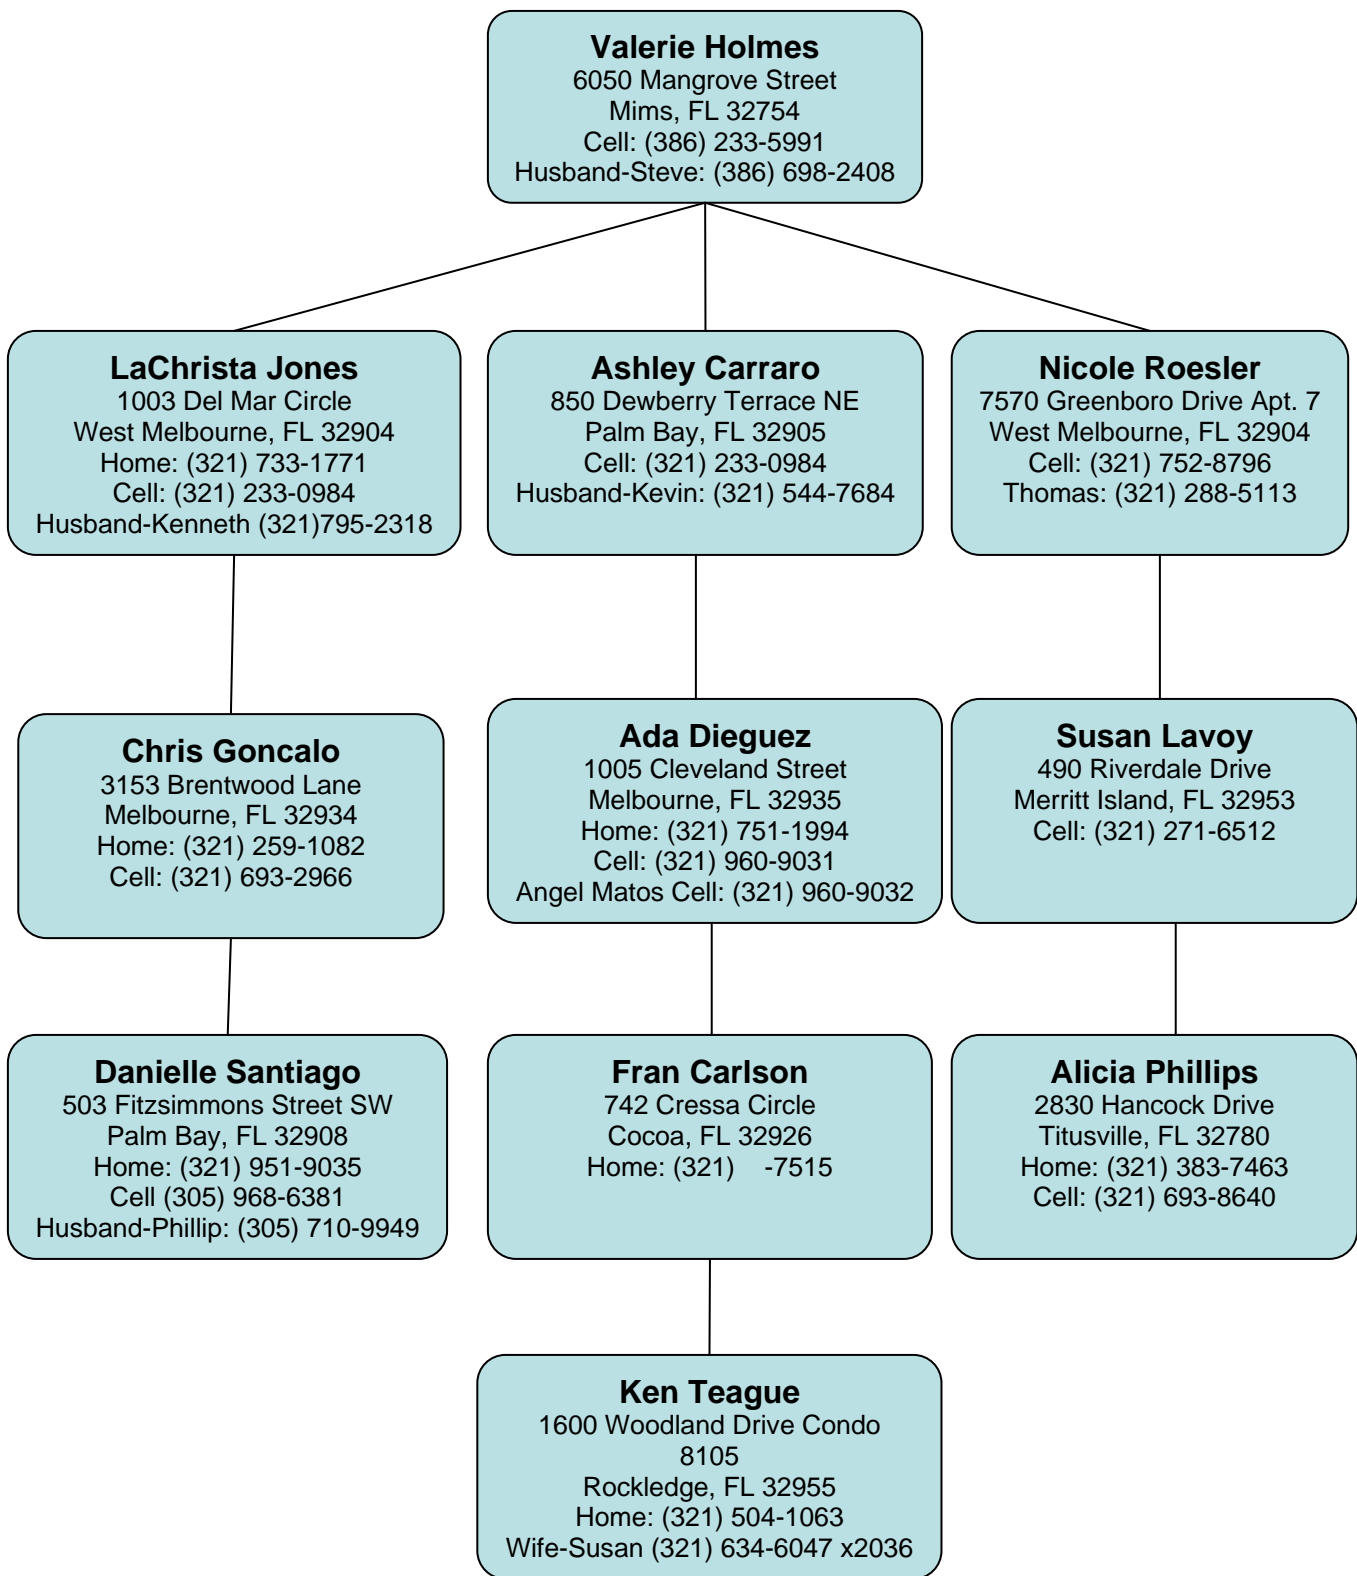 Valerie Holmes
6050 Mangrove Street
Mims, FL 32754
Cell: (386) 233-5991
Husband-Steve: (386) 698-2408
LaChrista Jones
1003 Del Mar Circle
West Melbourne, FL 32904
Home: (321) 733-1771
Cell: (321) 233-0984
Husband-Kenneth (321)795-2318
Ashley Carraro
850 Dewberry Terrace NE
Palm Bay, FL 32905
Cell: (321) 233-0984
Husband-Kevin: (321) 544-7684
Nicole Roesler
7570 Greenboro Drive Apt. 7
West Melbourne, FL 32904
Cell: (321) 752-8796
Thomas: (321) 288-5113
Chris Goncalo
3153 Brentwood Lane
Melbourne, FL 32934
Home: (321) 259-1082
Cell: (321) 693-2966
Ada Dieguez
1005 Cleveland Street
Melbourne, FL 32935
Home: (321) 751-1994
Cell: (321) 960-9031
Angel Matos Cell: (321) 960-9032
Susan Lavoy
490 Riverdale Drive
Merritt Island, FL 32953
Cell: (321) 271-6512
Danielle Santiago
503 Fitzsimmons Street SW
Palm Bay, FL 32908
Home: (321) 951-9035
Cell (305) 968-6381
Husband-Phillip: (305) 710-9949
Fran Carlson
742 Cressa Circle
Cocoa, FL 32926
Home: (321)    -7515
Alicia Phillips
2830 Hancock Drive
Titusville, FL 32780
Home: (321) 383-7463
Cell: (321) 693-8640
Ken Teague
1600 Woodland Drive Condo
8105
Rockledge, FL 32955
Home: (321) 504-1063
Wife-Susan (321) 634-6047 x2036